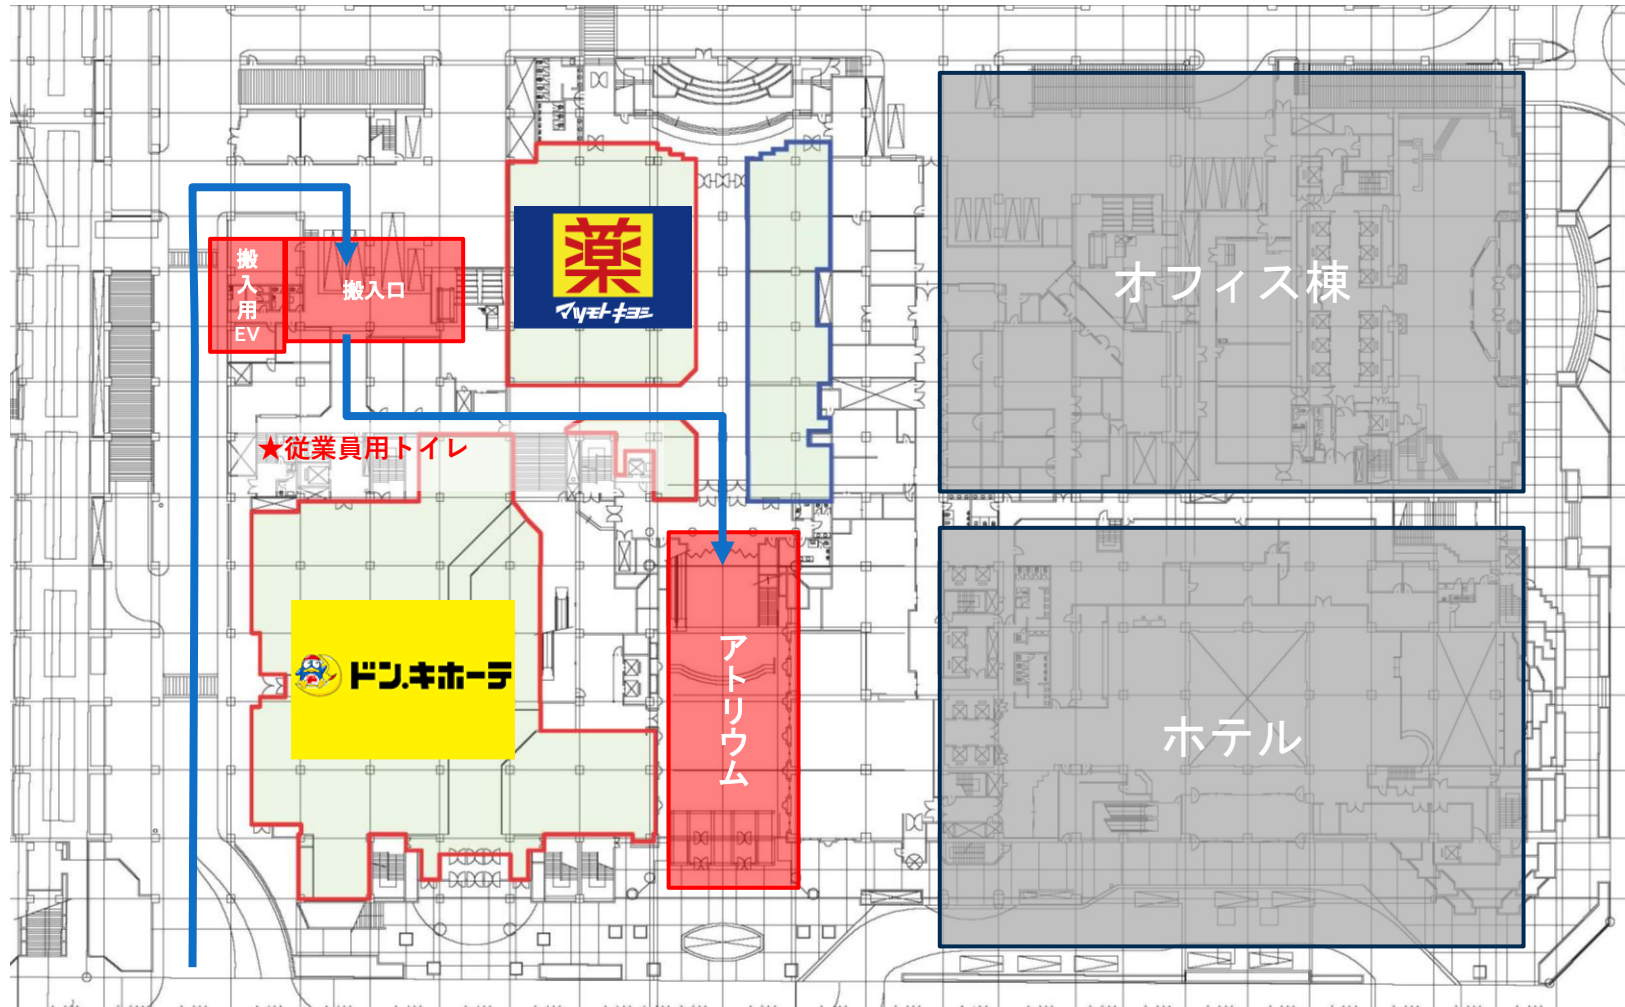 搬入用EV
搬入口
薬
マツモトキヨシ
オフィス棟
★従業員用トイレ
ドン.キホーテ
アトリウム
ホテル